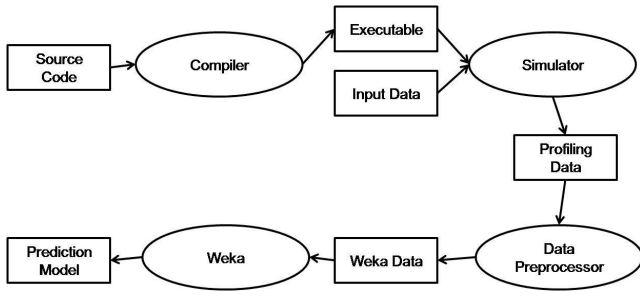 Source
Code
Compiler
Executable
Input Data
Simulator
Profiling
Data
Data
Preprocessor
Weka Data
Weka
Prediction
Model